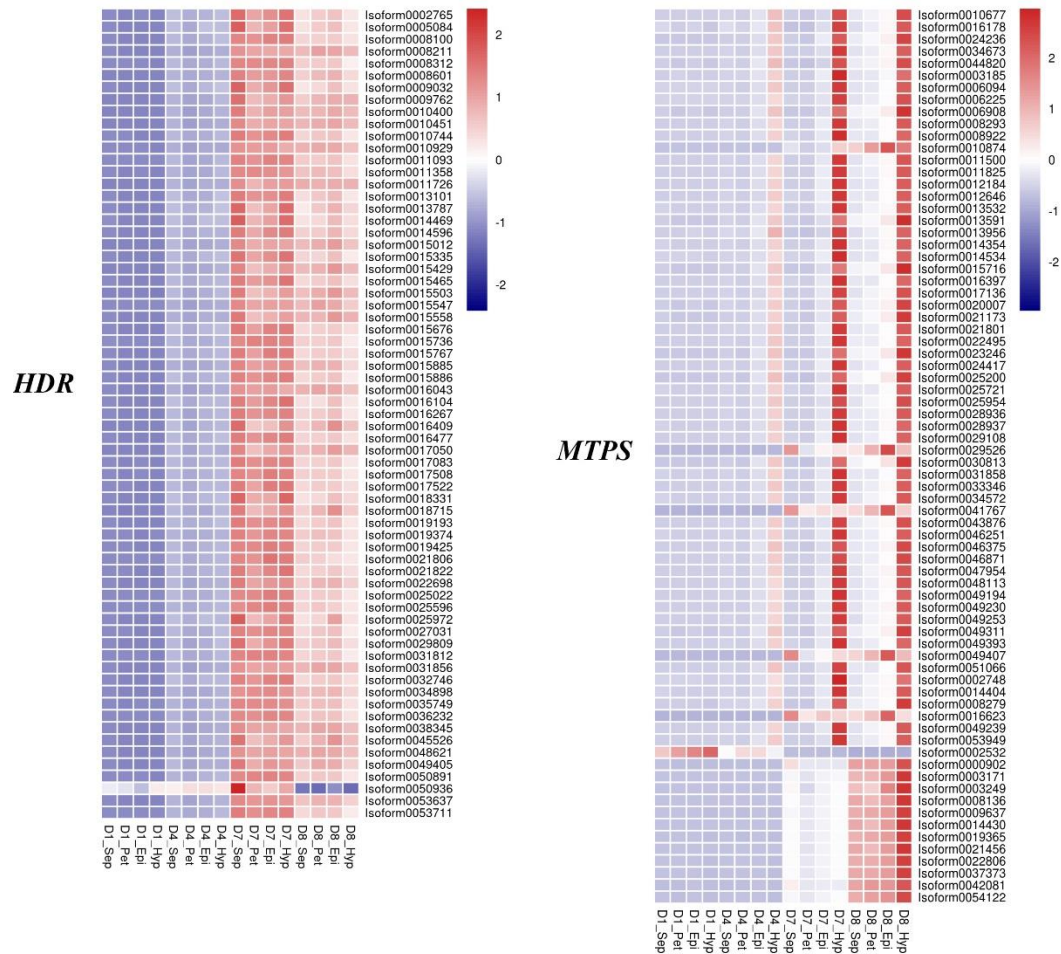 HDR
Isoform0002765
Isoform0005084
Isoform0008100
Isoform0008211
Isoform0008312
Isoform0008601
Isoform0009032
Isoform0009762
Isoform0010400
Isoform0010451
Isoform0010744
Isoform0010929
Isoform0011093
Isoform0011358
Isoform0011726
Isoform0013101
Isoform0013787
Isoform0014469
Isoform0014596
Isoform0015012
Isoform0015335
Isoform0015429
Isoform0015465
Isoform0015503
Isoform0015547
Isoform0015558
Isoform0015676
Isoform0015736
Isoform0015767
Isoform0015885
Isoform0015886
Isoform0016043
Isoform0016104
Isoform0016267
Isoform0016409
Isoform0016477
Isoform0017050
Isoform0017083
Isoform0017508
Isoform0017522
Isoform0018331
Isoform0018715
Isoform0019193
Isoform0019374
Isoform0019425
Isoform0021806
Isoform0021822
Isoform0022698
Isoform0025022
Isoform0025596
Isoform0025972
Isoform0027031
Isoform0029809
Isoform0031812
Isoform0031856
Isoform0032746
Isoform0034898
Isoform0035749
Isoform0036232
Isoform0038345
Isoform0045526
Isoform0048621
Isoform0049405
Isoform0050891
Isoform0050936
Isoform0053637
Isoform0053711
D1_Sep
D1_Pet
D1_Epi
D1_Hyp
D4_Sep
D4_Pet
D4_Epi
D4_Hyp
D7_Sep
D7_Pet
D7_Epi
D7_Hyp
D8_Sep
D8_Pet
D8_Epi
D8_Hyp
2
1
0
-1
-2
MTPS
Isoform0010677
Isoform0016178
Isoform0024236
Isoform0034673
Isoform0044820
Isoform0003185
Isoform0006094
Isoform0006225
Isoform0006908
Isoform0008293
Isoform0008922
Isoform0010874
Isoform0011500
Isoform0011825
Isoform0012184
Isoform0012646
Isoform0013532
Isoform0013591
Isoform0013956
Isoform0014354
Isoform0014534
Isoform0015716
Isoform0016397
Isoform0017136
Isoform0020007
Isoform0021173
Isoform0021801
Isoform0022495
Isoform0023246
Isoform0024417
Isoform0025200
Isoform0025721
Isoform0025954
Isoform0028936
Isoform0028937
Isoform0029108
Isoform0029526
Isoform0030813
Isoform0031858
Isoform0033346
Isoform0034572
Isoform0041767
Isoform0043876
Isoform0046251
Isoform0046375
Isoform0046871
Isoform0047954
Isoform0048113
Isoform0049194
Isoform0049230
Isoform0049253
Isoform0049311
Isoform0049393
Isoform0049407
Isoform0051066
Isoform0002748
Isoform0014404
Isoform0008279
Isoform0016623
Isoform0049239
Isoform0053949
Isoform0002532
Isoform0000902
Isoform0003171
Isoform0003249
Isoform0008136
Isoform0009637
Isoform0014430
Isoform0019365
Isoform0021456
Isoform0022806
Isoform0037373
Isoform0042081
Isoform0054122
D1_Sep
D1_Pet
D1_Epi
D1_Hyp
D4_Sep
D4_Pet
D4_Epi
D4_Hyp
D7_Sep
D7_Pet
D7_Epi
D7_Hyp
D8_Sep
D8_Pet
D8_Epi
D8_Hyp
2
1
0
-1
-2